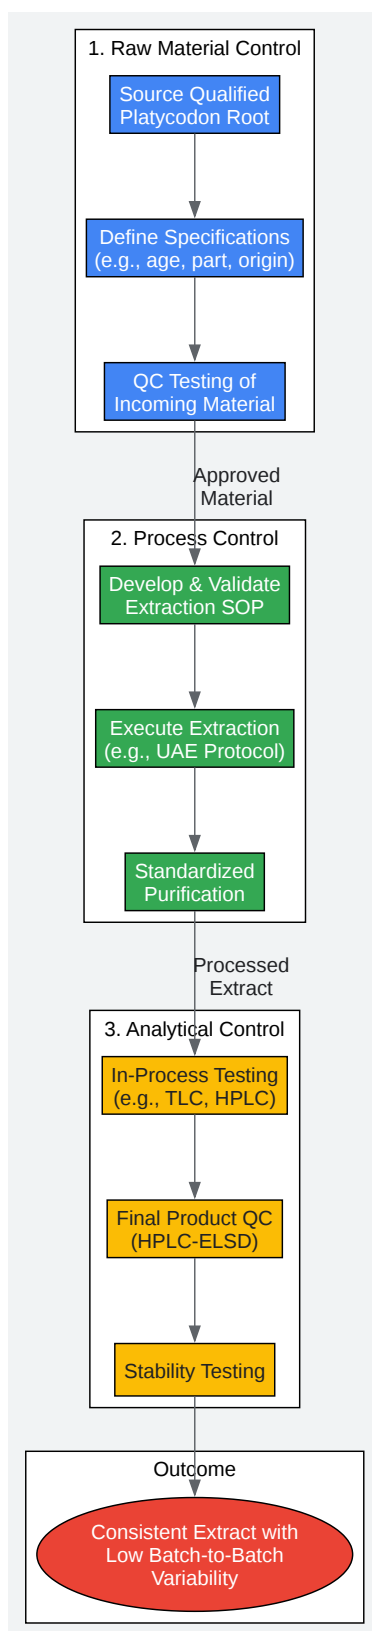 1. Raw Material Control
Source Qualified
Platycodon Root
Define Specifications
(e.g., age, part, origin)
QC Testing of
Incoming Material
Approved
Material
2. Process Control
Develop & Validate
Extraction SOP
Execute Extraction
(e.g., UAE Protocol)
Standardized
Purification
Processed
Extract
3. Analytical Control
In-Process Testing
(e.g., TLC, HPLC)
Final Product QC
(HPLC-ELSD)
Stability Testing
Outcome
Consistent Extract with
Low Batch-to-Batch
Variability